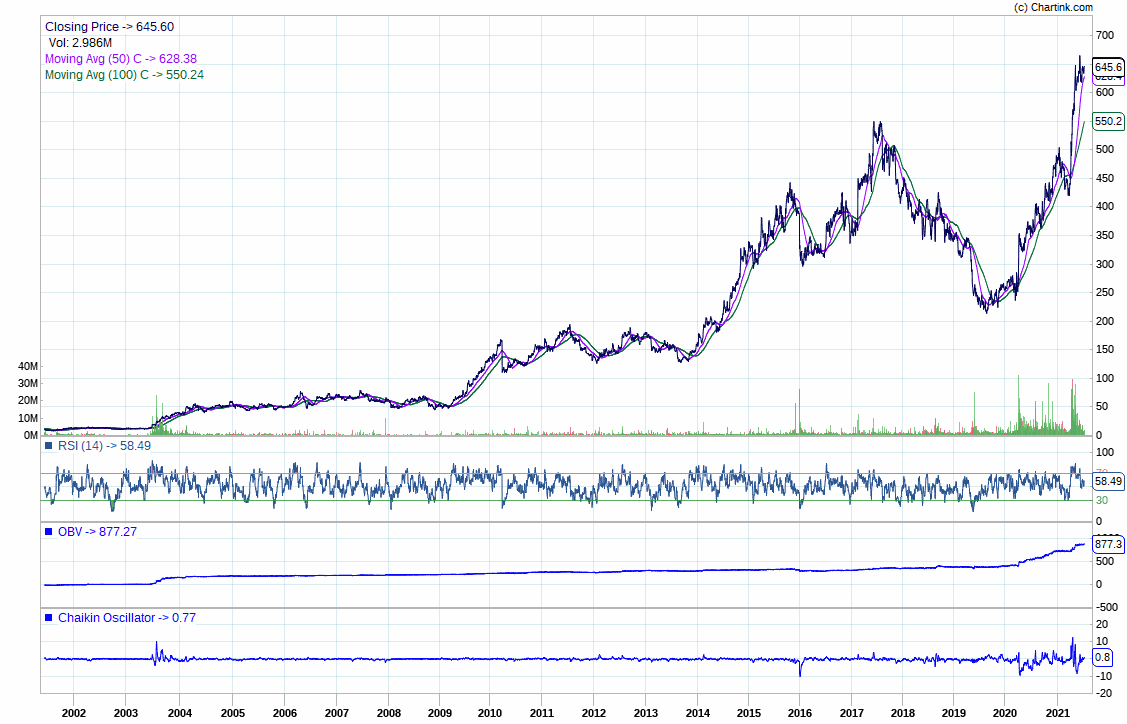 (c) Chartink.com
Closing Price -> 645.60
Vol: 2.986M
Moving Avg (50) C -> 628.38
Moving Avg (100) C -> 550.24
700
645.6
600
550.2
500
450
400
350
300
250
200
150
100
50
0
40M
30M
20M
10M
0M
RSI (14) -> 58.49
100
70
58.49
30
0
OBV -> 877.27
877.3
500
0
-500
Chaikin Oscillator -> 0.77
20
10
0.8
-10
-20
2002 2003 2004 2005 2006 2007 2008 2009 2010 2011 2012 2013 2014 2015 2016 2017 2018 2019 2020 2021